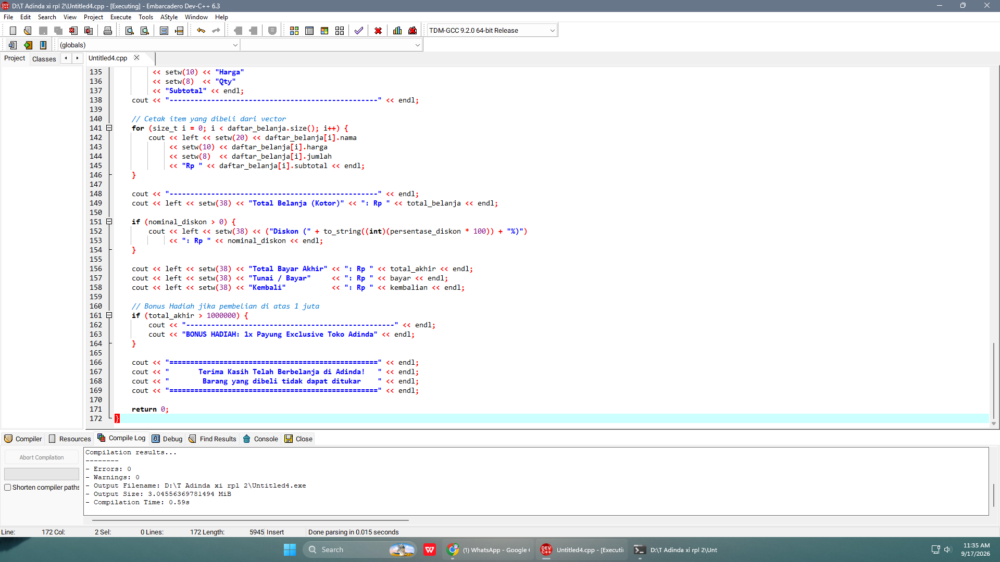 D:\T Adinda xi rpl 2\Untitled4.cpp - [Executing] - Embarcadero Dev-C++ 6.3
File Edit Search View Project Execute Tools AStyle Window Help
TDM-GCC 9.2.0 64-bit Release
(globals)
Project Classes Untitled4.cpp
135 << setw(10) << "Harga"
136 << setw(8)  << "Qty"
137 << "Subtotal" << endl;
138 cout << "--------------------------------------------------" << endl;
139
140 // Cetak item yang dibeli dari vector
141 for (size_t i = 0; i < daftar_belanja.size(); i++) {
142 cout << left << setw(20) << daftar_belanja[i].nama
143 << setw(10) << daftar_belanja[i].harga
144 << setw(8)  << daftar_belanja[i].jumlah
145 << "Rp " << daftar_belanja[i].subtotal << endl;
146 }
147
148 cout << "--------------------------------------------------" << endl;
149 cout << left << setw(38) << "Total Belanja (Kotor)" << ": Rp " << total_belanja << endl;
150
151 if (nominal_diskon > 0) {
152 cout << left << setw(38) << ("Diskon (" + to_string((int)(persentase_diskon * 100)) + "%)")
153 << ": Rp " << nominal_diskon << endl;
154 }
155
156 cout << left << setw(38) << "Total Bayar Akhir" << ": Rp " << total_akhir << endl;
157 cout << left << setw(38) << "Tunai / Bayar"     << ": Rp " << bayar << endl;
158 cout << left << setw(38) << "Kembali"           << ": Rp " << kembalian << endl;
159
160 // Bonus Hadiah jika pembelian di atas 1 juta
161 if (total_akhir > 1000000) {
162 cout << "--------------------------------------------------" << endl;
163 cout << "BONUS HADIAH: 1x Payung Exclusive Toko Adinda" << endl;
164 }
165
166 cout << "==================================================" << endl;
167 cout << "       Terima Kasih Telah Berbelanja di Adinda!   " << endl;
168 cout << "        Barang yang dibeli tidak dapat ditukar    " << endl;
169 cout << "==================================================" << endl;
170
171 return 0;
172 }
Compiler Resources Compile Log Debug Find Results Console Close
Abort Compilation
Shorten compiler paths
Compilation results...
--------
- Errors: 0
- Warnings: 0
- Output Filename: D:\T Adinda xi rpl 2\Untitled4.exe
- Output Size: 3.04556369781494 MiB
- Compilation Time: 0.59s
Line: 172 Col: 2 Sel: 0 Lines: 172 Length: 5945 Insert Done parsing in 0.015 seconds
Search
(1) WhatsApp - Google
Untitled4.cpp - [Executi
D:\T Adinda xi rpl 2\Unt
11:35 AM
9/17/2026